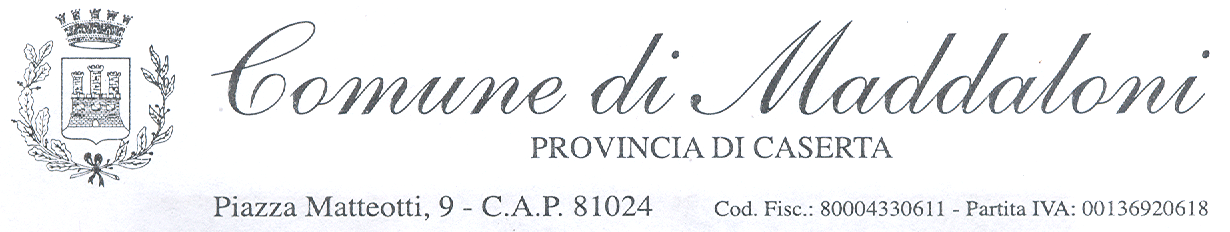 Comune di Maddaloni
PROVINCIA DI CASERTA
Piazza Matteotti, 9 - C.A.P. 81024 Cod. Fisc.: 80004330611 - Partita IVA: 00136920618